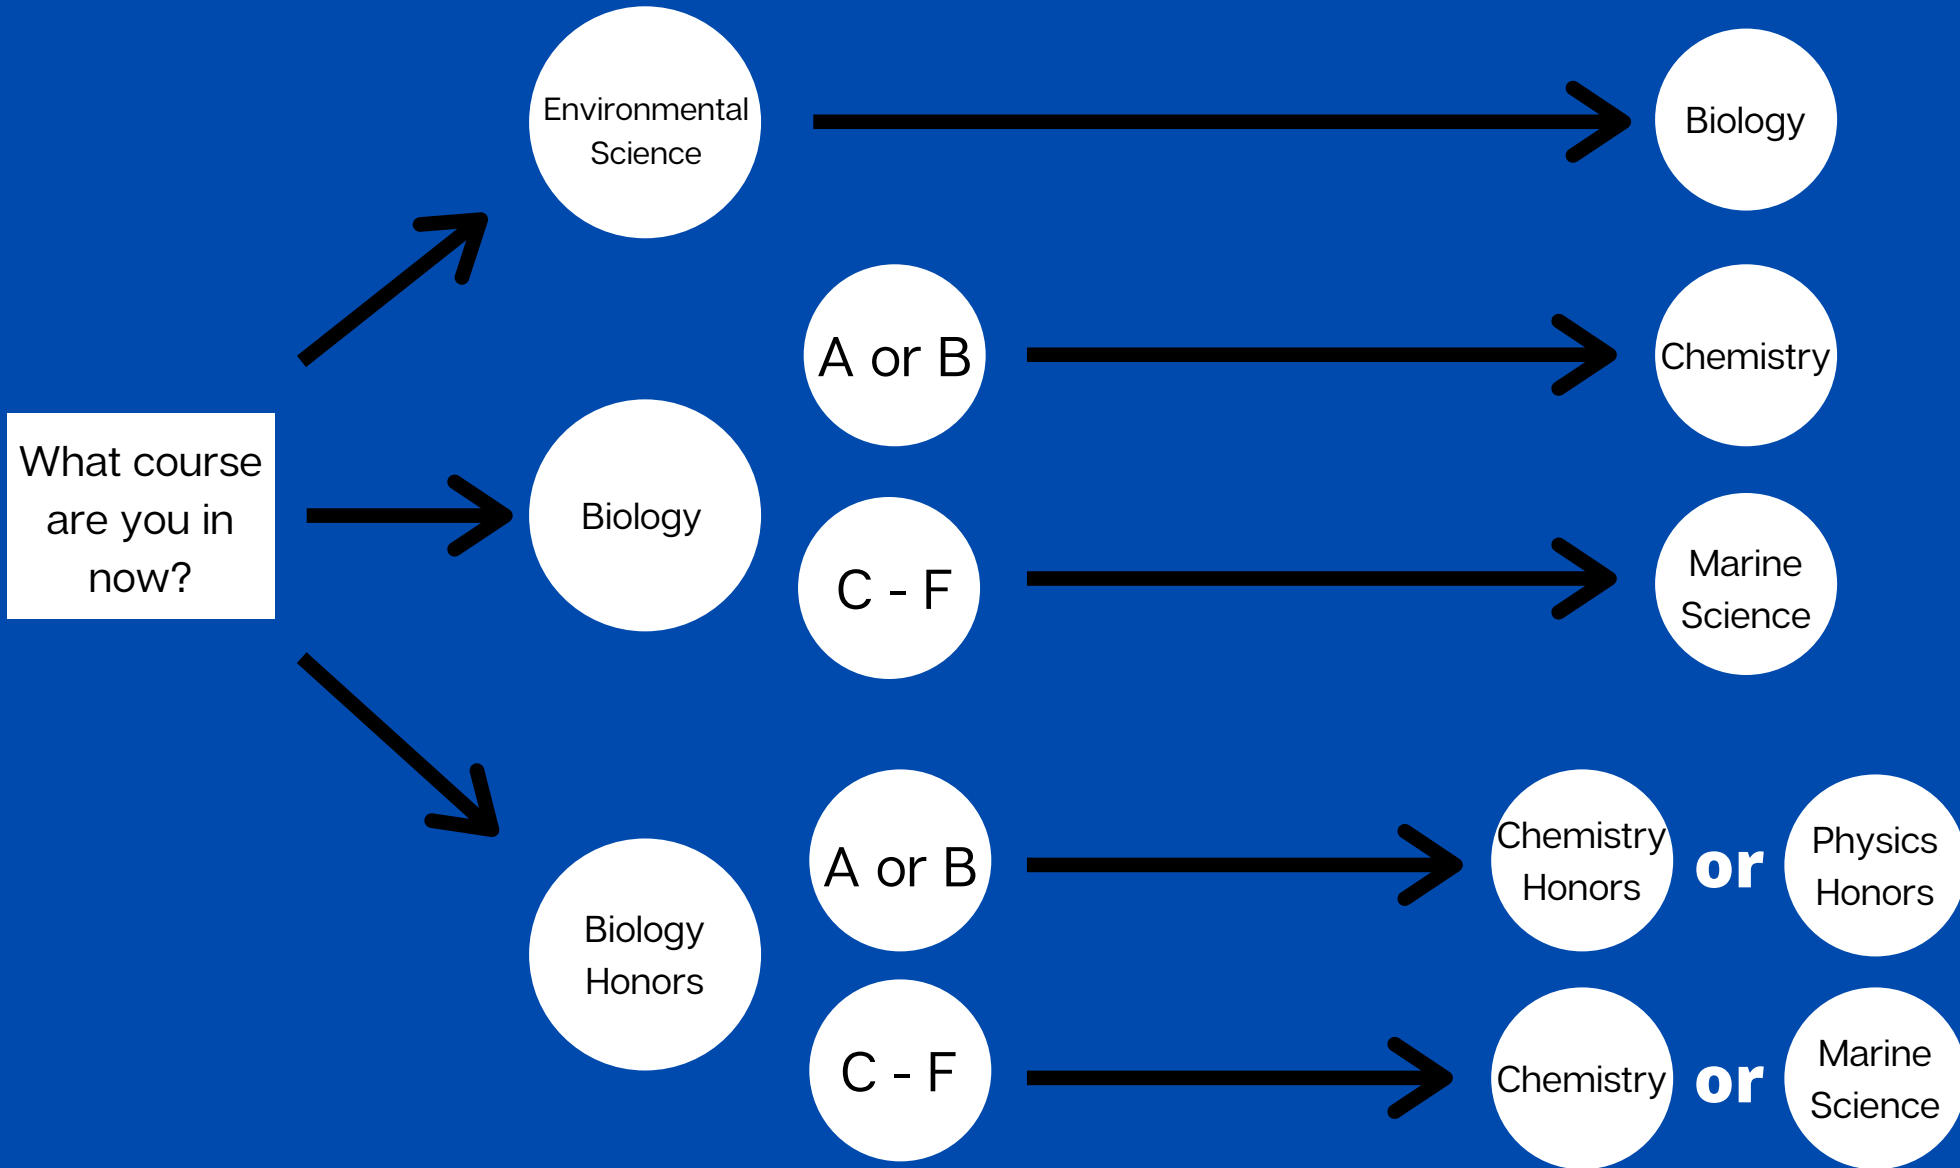 What course
are you in
now?
Environmental
Science
Biology
A or B
Chemistry
Biology
C - F
Marine
Science
Biology
Honors
A or B
Chemistry
Honors
or
Physics
Honors
C - F
Chemistry
or
Marine
Science